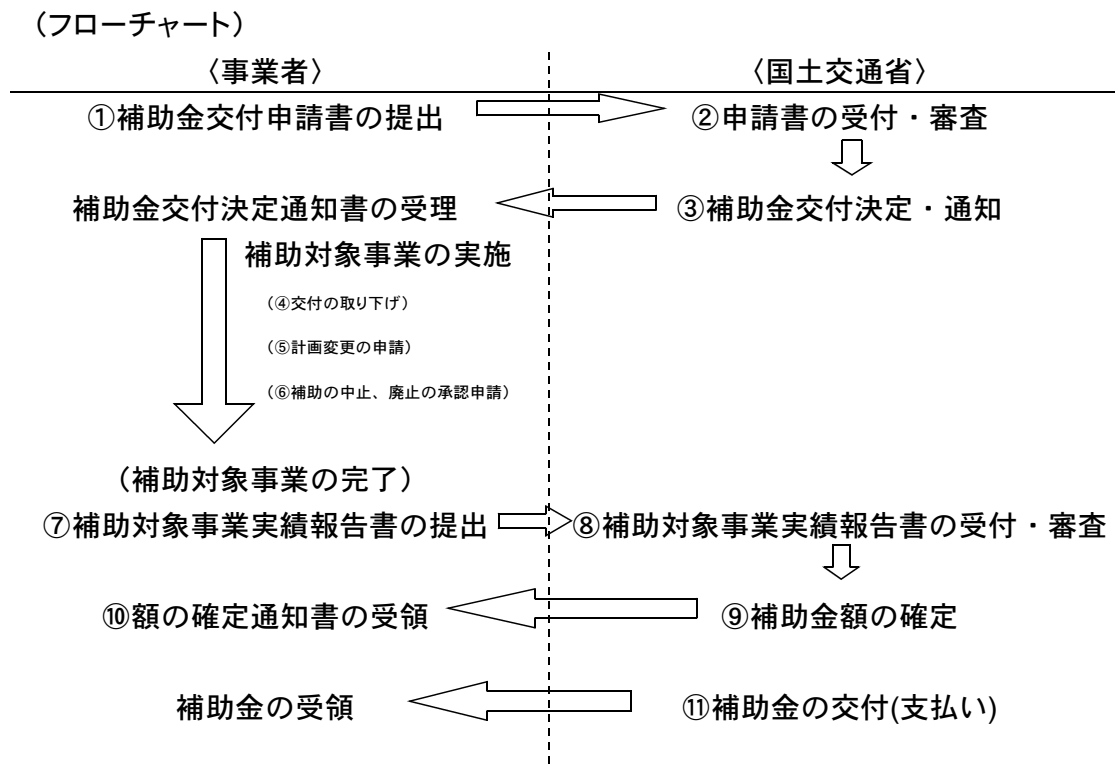 （フローチャート）
〈事業者〉 〈国土交通省〉
①補助金交付申請書の提出 ②申請書の受付・審査
補助金交付決定通知書の受理 ③補助金交付決定・通知
補助対象事業の実施
（④交付の取り下げ）
（⑤計画変更の申請）
（⑥補助の中止、廃止の承認申請）
（補助対象事業の完了）
⑦補助対象事業実績報告書の提出 ⑧補助対象事業実績報告書の受付・審査
⑩額の確定通知書の受領 ⑨補助金額の確定
補助金の受領 ⑪補助金の交付(支払い)